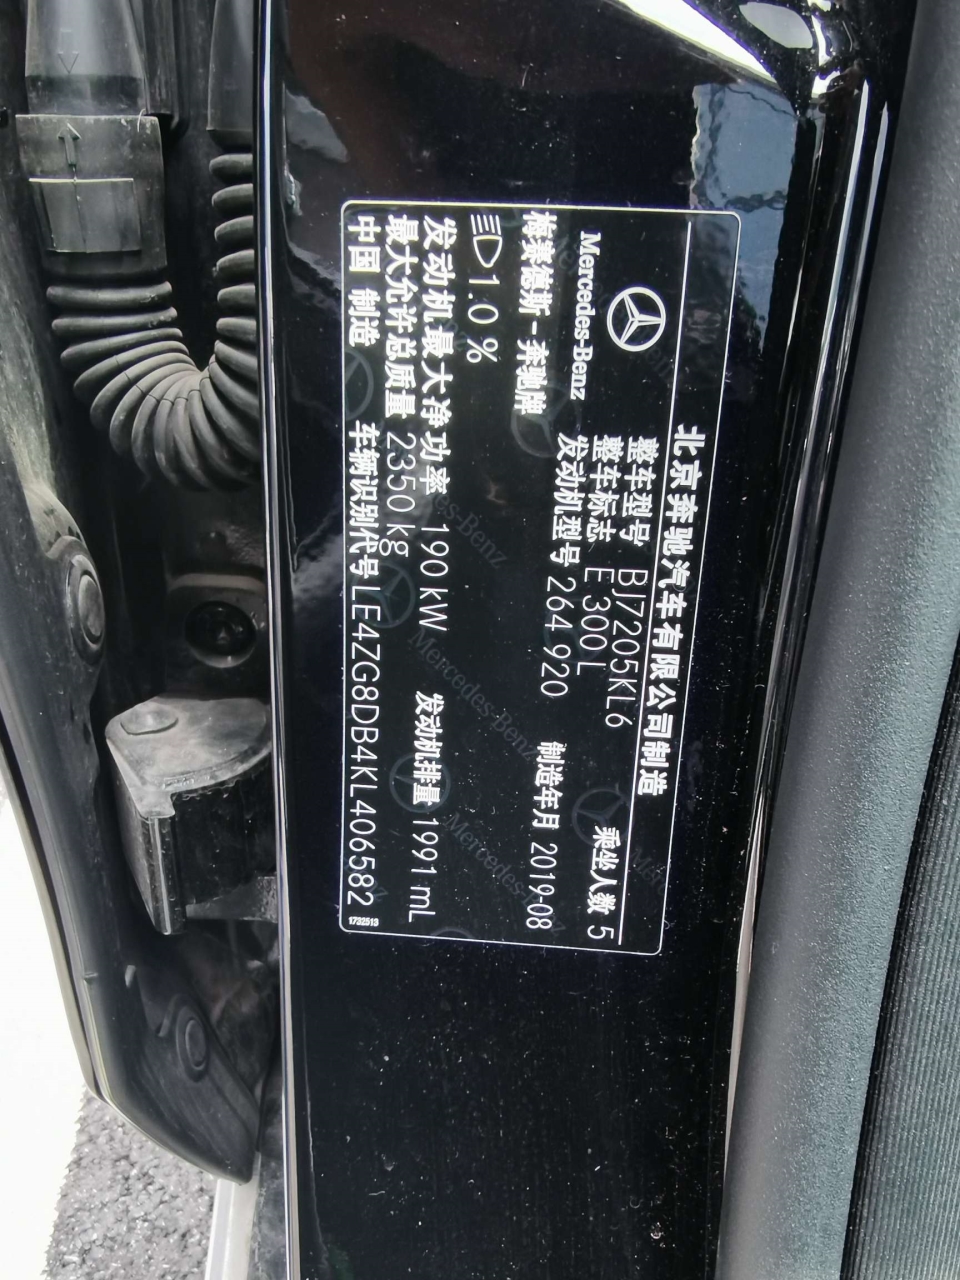 北京奔驰汽车有限公司制造
整车型号 BJ7205KL6
Mercedes-Benz 整车标志 E 300 L 乘坐人数 5
发动机型号 264 920 制造年月 2019-08
梅赛德斯-奔驰牌
1.0 %
发动机最大净功率 190 kW 发动机排量 1991 mL
最大允许总质量 2350 kg
中国 制造 车辆识别代号 LE4ZG8DB4KL406582
1732513
Mercedes-Benz
Mercedes-Benz